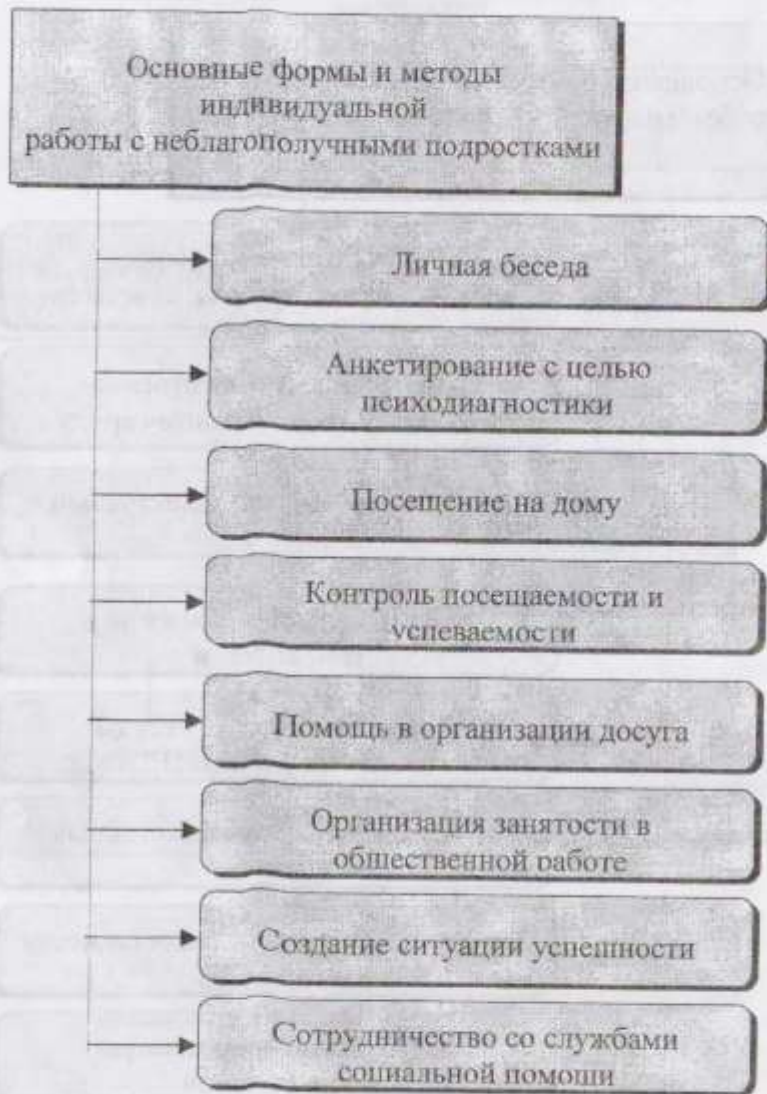 Основные формы и методы
индивидуальной
работы с неблагополучными подростками
Личная беседа
Анкетирование с целью
психодиагностики
Посещение на дому
Контроль посещаемости и
успеваемости
Помощь в организации досуга
Организация занятости в
общественной работе
Создание ситуации успешности
Сотрудничество со службами
социальной помощи